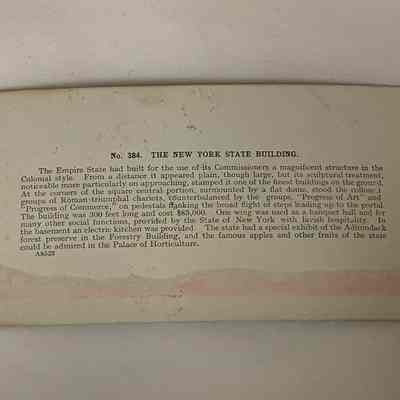 No. 384. THE NEW YORK STATE BUILDING.
The Empire State had built for the use of its Commissioners a magnificent structure in the
Colonial style. From a distance it appeared plain, though large, but its sculptural treatment,
noticeable more particularly on approaching, stamped it one of the finest buildings on the ground.
At the corners of the square central portion, surmounted by a flat dome, stood the
groups of Roman triumphal chariots, counterbalanced by the groups, "Progress of Art" and
"Progress of Commerce," on pedestals flanking the broad flight of steps leading up to the portal
The building was 300 feet long and cost $85,000. One wing was used as a banquet hall and for
many other social functions, provided by the State of New York with lavish hospitality. In
the basement an electric kitchen was provided. The state had a special exhibit of the Adirondack
forest preserve in the Forestry Building, and the famous apples and other fruits of the state
could be admired in the Palace of Horticulture.